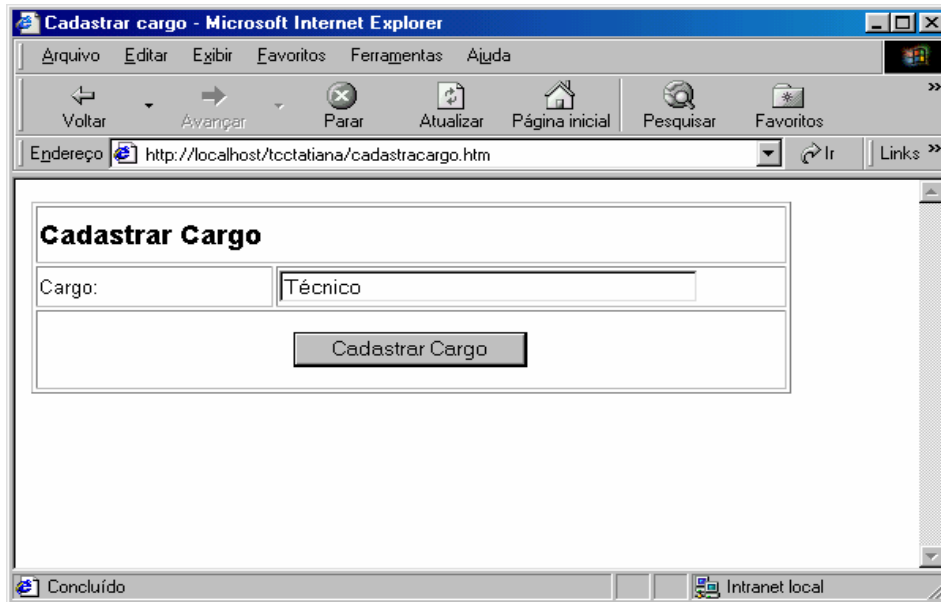 Cadastrar cargo - Microsoft Internet Explorer
Arquivo Editar Exibir Favoritos Ferramentas Ajuda
Voltar Avançar Parar Atualizar Página inicial Pesquisar Favoritos »
Endereço http://localhost/tcctatiana/cadastracargo.htm Ir Links »
Cadastrar Cargo
Cargo: Técnico
Cadastrar Cargo
Concluído Intranet local